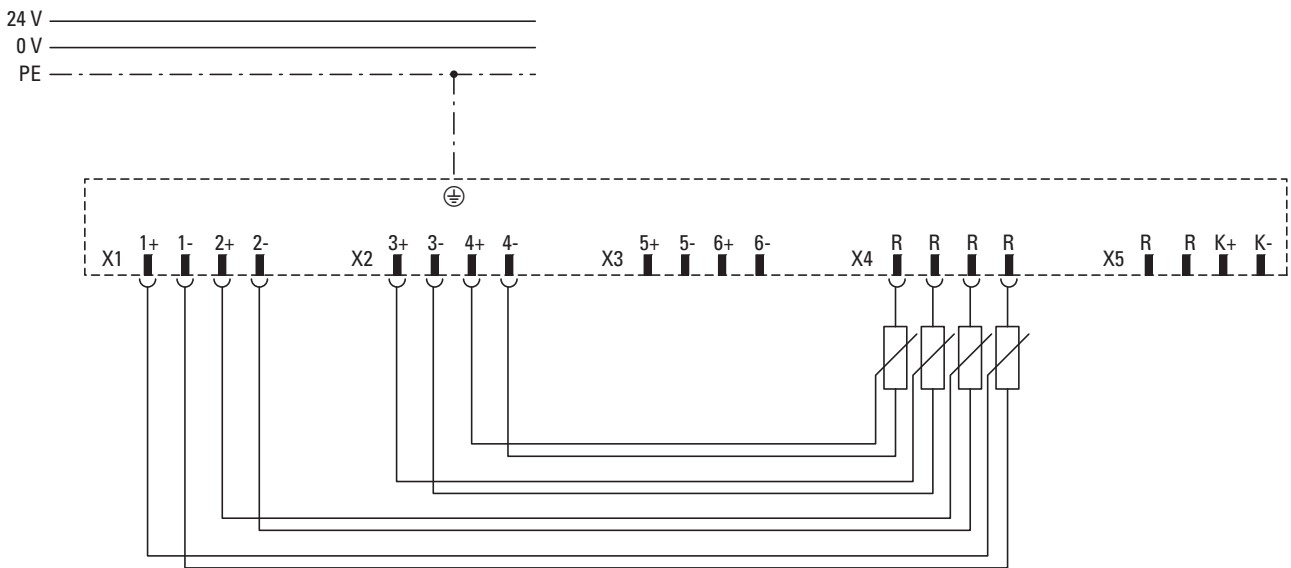 24 V
0 V
PE
X1 1+ 1- 2+ 2- X2 3+ 3- 4+ 4- X3 5+ 5- 6+ 6- X4 R R R R X5 R R K+ K-